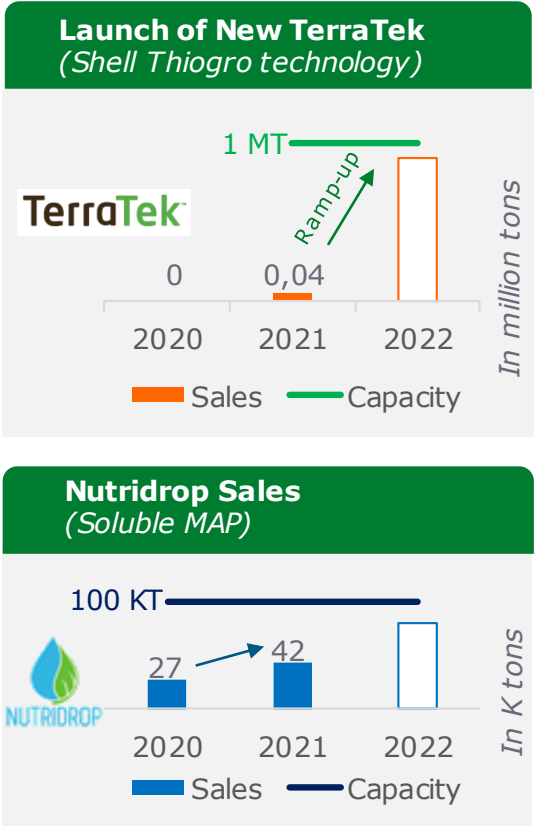 Launch of New TerraTek
(Shell Thiogro technology)
1 MT
Ramp-up
TerraTek™
0
0,04
2020 2021 2022
In million tons
Sales Capacity
Nutridrop Sales
(Soluble MAP)
100 KT
27
42
NUTRIDROP
2020 2021 2022
In K tons
Sales Capacity